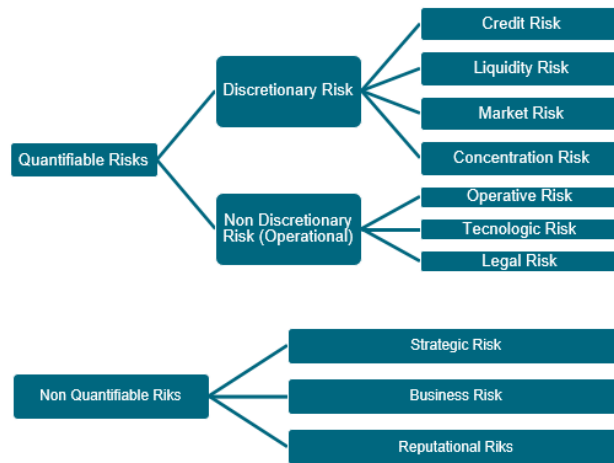 Credit Risk
Discretionary Risk
Liquidity Risk
Market Risk
Quantifiable Risks
Concentration Risk
Non Discretionary
Risk (Operational)
Operative Risk
Tecnologic Risk
Legal Risk
Strategic Risk
Non Quantifiable Riks
Business Risk
Reputational Riks